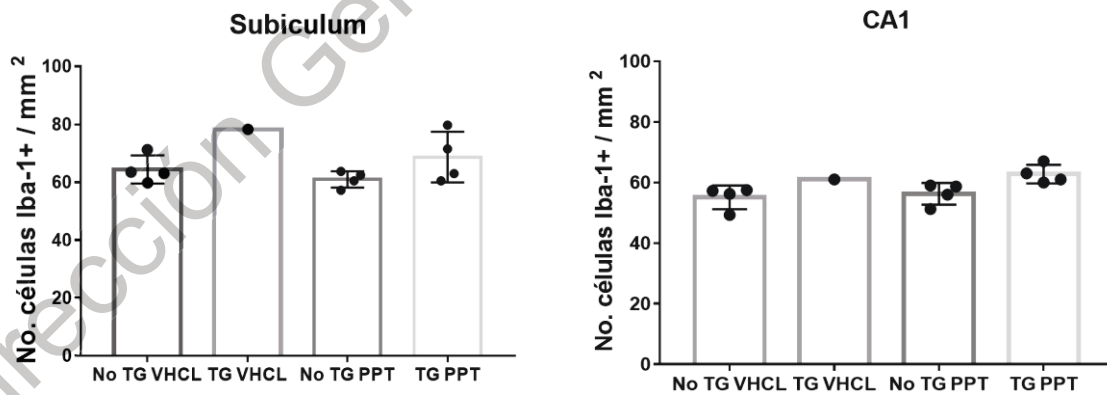 Subiculum
No. células Iba-1+ / mm 2
100
80
60
40
20
0
No TG VHCL TG VHCL No TG PPT TG PPT
CA1
No. células Iba-1+ / mm 2
100
80
60
40
20
0
No TG VHCL TG VHCL No TG PPT TG PPT
Dirección Gen